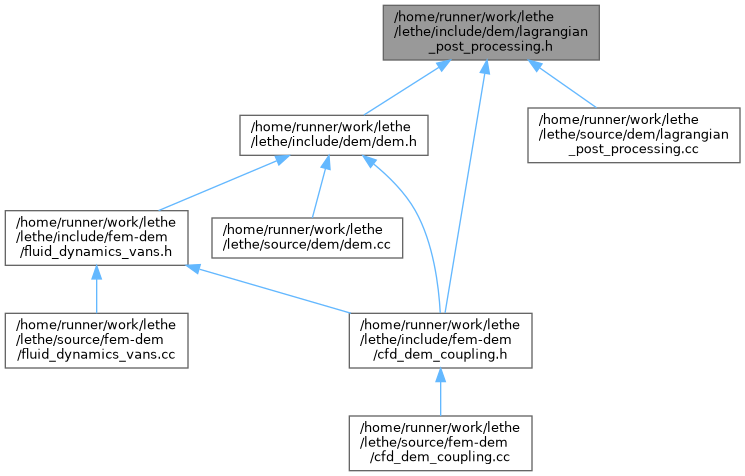 /home/runner/work/lethe
/lethe/include/dem/lagrangian
_post_processing.h
/home/runner/work/lethe
/lethe/include/dem/dem.h
/home/runner/work/lethe
/lethe/source/dem/lagrangian
_post_processing.cc
/home/runner/work/lethe
/lethe/include/fem-dem
/fluid_dynamics_vans.h
/home/runner/work/lethe
/lethe/source/dem/dem.cc
/home/runner/work/lethe
/lethe/source/fem-dem
/fluid_dynamics_vans.cc
/home/runner/work/lethe
/lethe/include/fem-dem
/cfd_dem_coupling.h
/home/runner/work/lethe
/lethe/source/fem-dem
/cfd_dem_coupling.cc